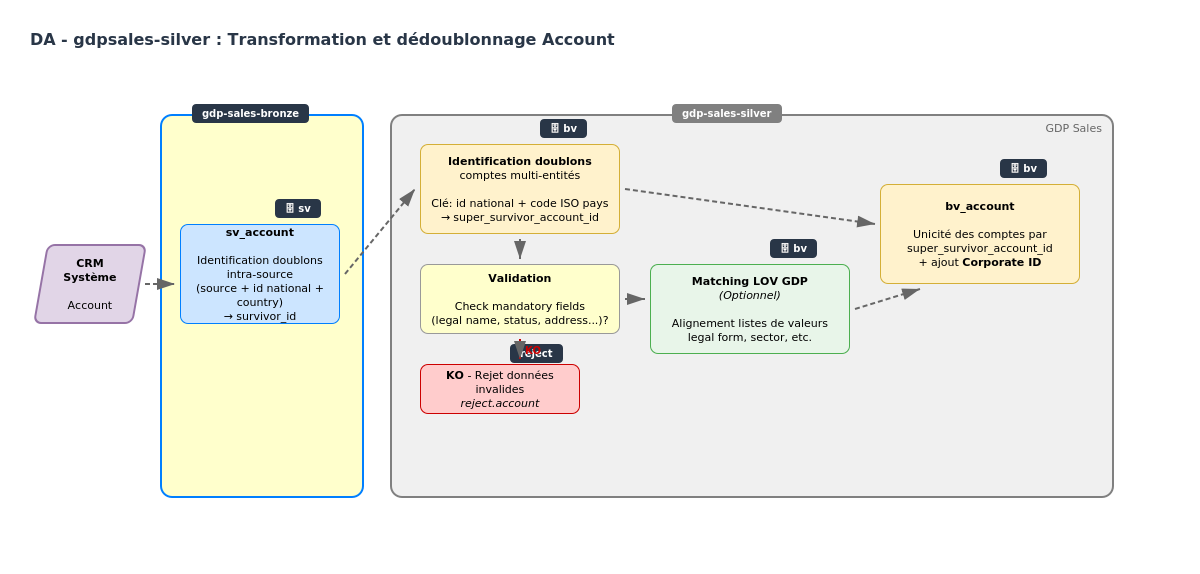 DA - gdpsales-silver : Transformation et dédoublonnage Account
gdp-sales-bronze
gdp-sales-silver
GDP Sales
CRM
Système
Account
sv
sv_account
Identification doublons
intra-source
(source + id national +
country)
→ survivor_id
bv
Identification doublons
comptes multi-entités
Clé: id national + code ISO pays
→ super_survivor_account_id
Validation
Check mandatory fields
(legal name, status, address...)?
KO
reject
KO - Rejet données
invalides
reject.account
bv
Matching LOV GDP
(Optionnel)
Alignement listes de valeurs
legal form, sector, etc.
bv
bv_account
Unicité des comptes par
super_survivor_account_id
+ ajout Corporate ID